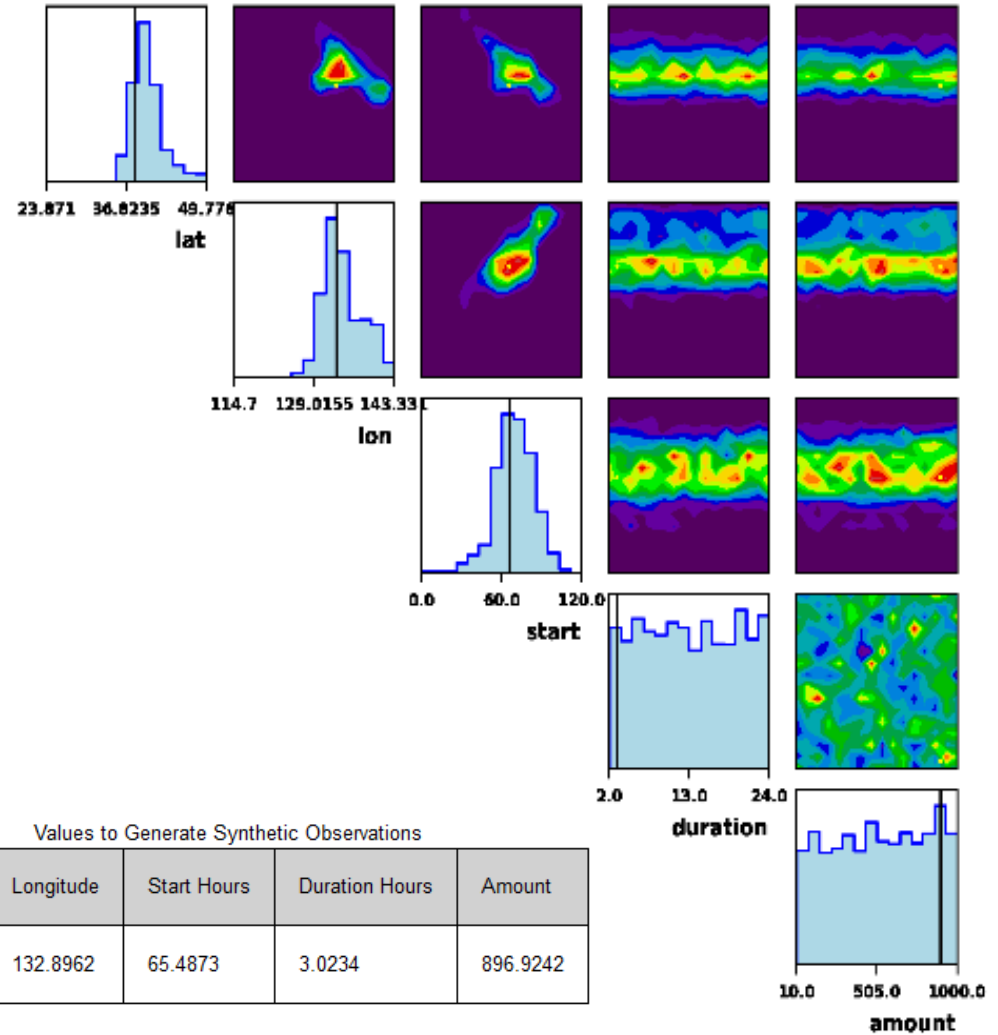 23.871 36.8235 49.778
lat
114.7 129.0155 143.331
lon
0.0 60.0 120.0
start
2.0 13.0 24.0
duration
Values to Generate Synthetic Observations
Longitude Start Hours Duration Hours Amount
132.8962 65.4873 3.0234 896.9242
10.0 505.0 1000.0
amount